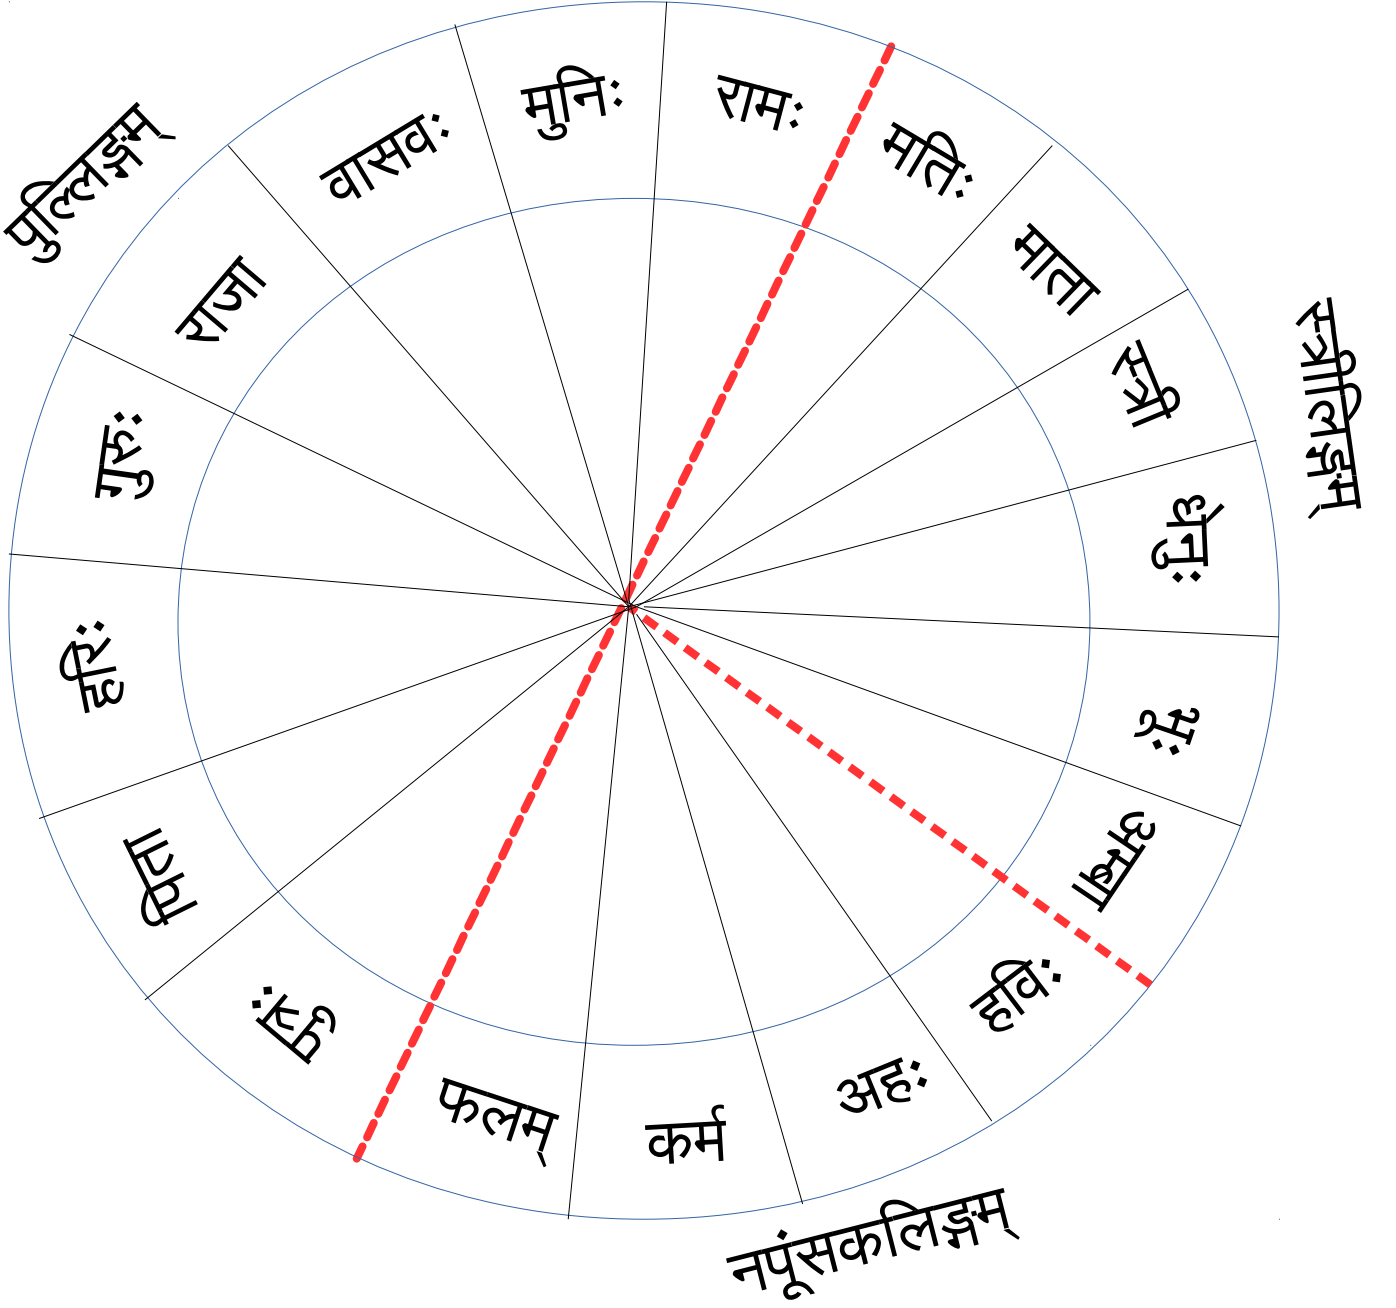 पुल्लिङ्गम्
रामः
मुनिः
वासवः
राजा
गुरुः
हरिः
पिता
स्त्रीलिङ्गम्
मतिः
माता
स्त्री
धेनुः
भूः
अम्बा
नपूंसकलिङ्गम्
हविः
अहः
कर्म
फलम्